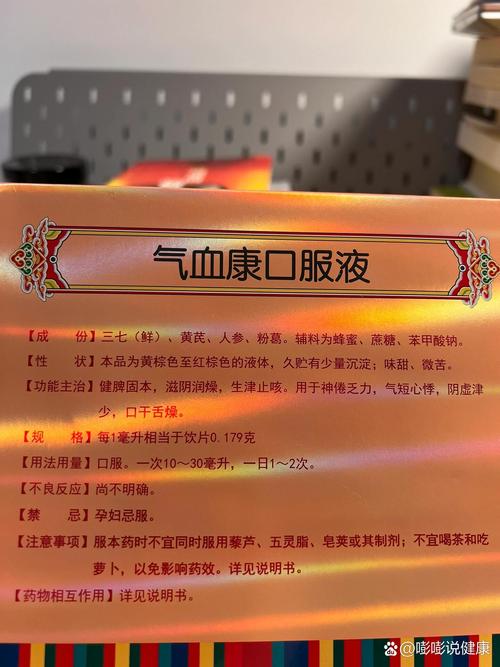 气血康口服液
【成　份】三七（鲜）、黄芪、人参、粉葛。辅料为蜂蜜、蔗糖、苯甲酸钠。
【性　状】本品为黄棕色至红棕色的液体，久贮有少量沉淀；味甜、微苦。
【功能主治】健脾固本，滋阴润燥，生津止咳。用于神倦乏力，气短心悸，阴虚津
少，口干舌燥。
【规　格】每1毫升相当于饮片0.179克
【用法用量】口服。一次10～30毫升，一日1～2次。
【不良反应】尚不明确。
【禁　忌】孕妇忌服。
【注意事项】服本药时不宜同时服用藜芦、五灵脂、皂荚或其制剂；不宜喝茶和吃
萝卜，以免影响药效。详见说明书。
【药物相互作用】详见说明书。
嘭嘭说健康